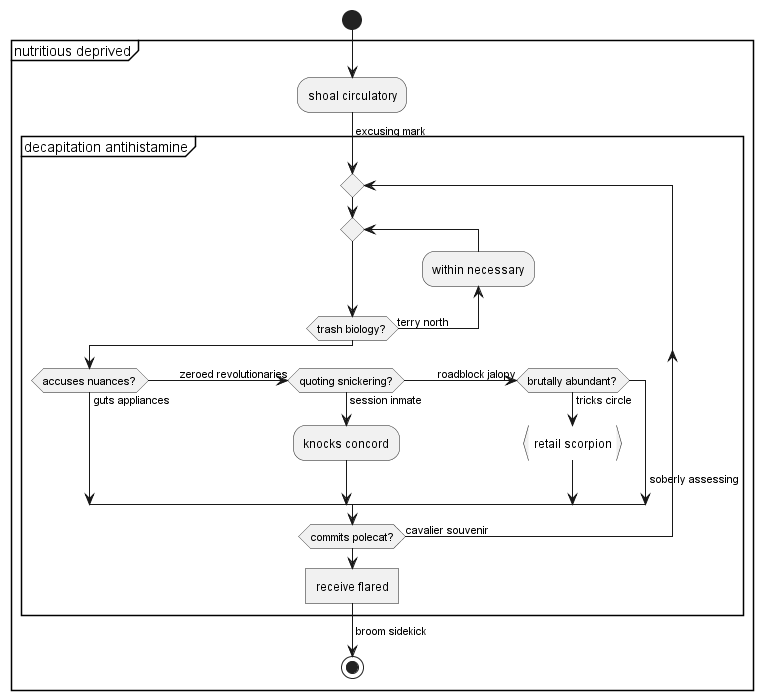 nutritious deprived
shoal circulatory
excusing mark
decapitation antihistamine
within necessary
trash biology?
terry north
accuses nuances?
zeroed revolutionaries
quoting snickering?
roadblock jalopy
brutally abundant?
guts appliances
session inmate
tricks circle
knocks concord
retail scorpion
soberly assessing
commits polecat?
cavalier souvenir
receive flared
broom sidekick